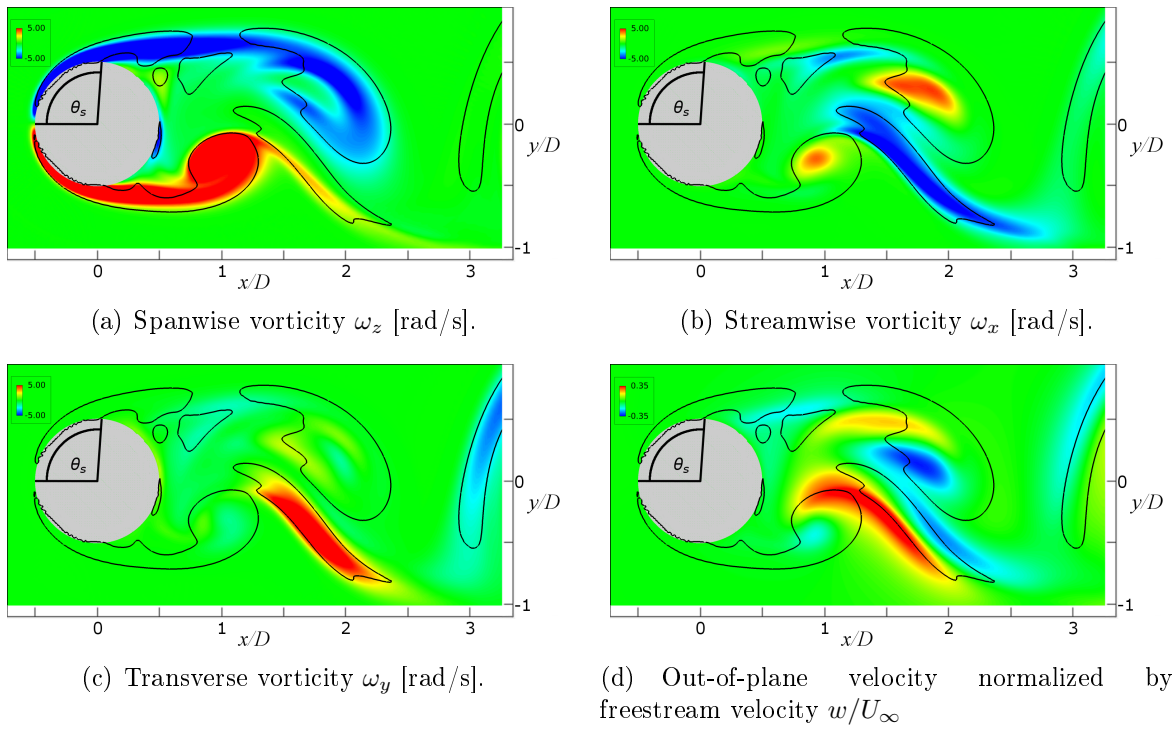 5.00
-5.00
θs
0
y/D
-1
0 1 2 3
x/D
(a) Spanwise vorticity ωz [rad/s].
5.00
-5.00
θs
0
y/D
-1
0 1 2 3
x/D
(b) Streamwise vorticity ωx [rad/s].
5.00
-5.00
θs
0
y/D
-1
0 1 2 3
x/D
(c) Transverse vorticity ωy [rad/s].
0.35
-0.35
θs
0
y/D
-1
0 1 2 3
x/D
(d) Out-of-plane velocity normalized by
freestream velocity w/U∞